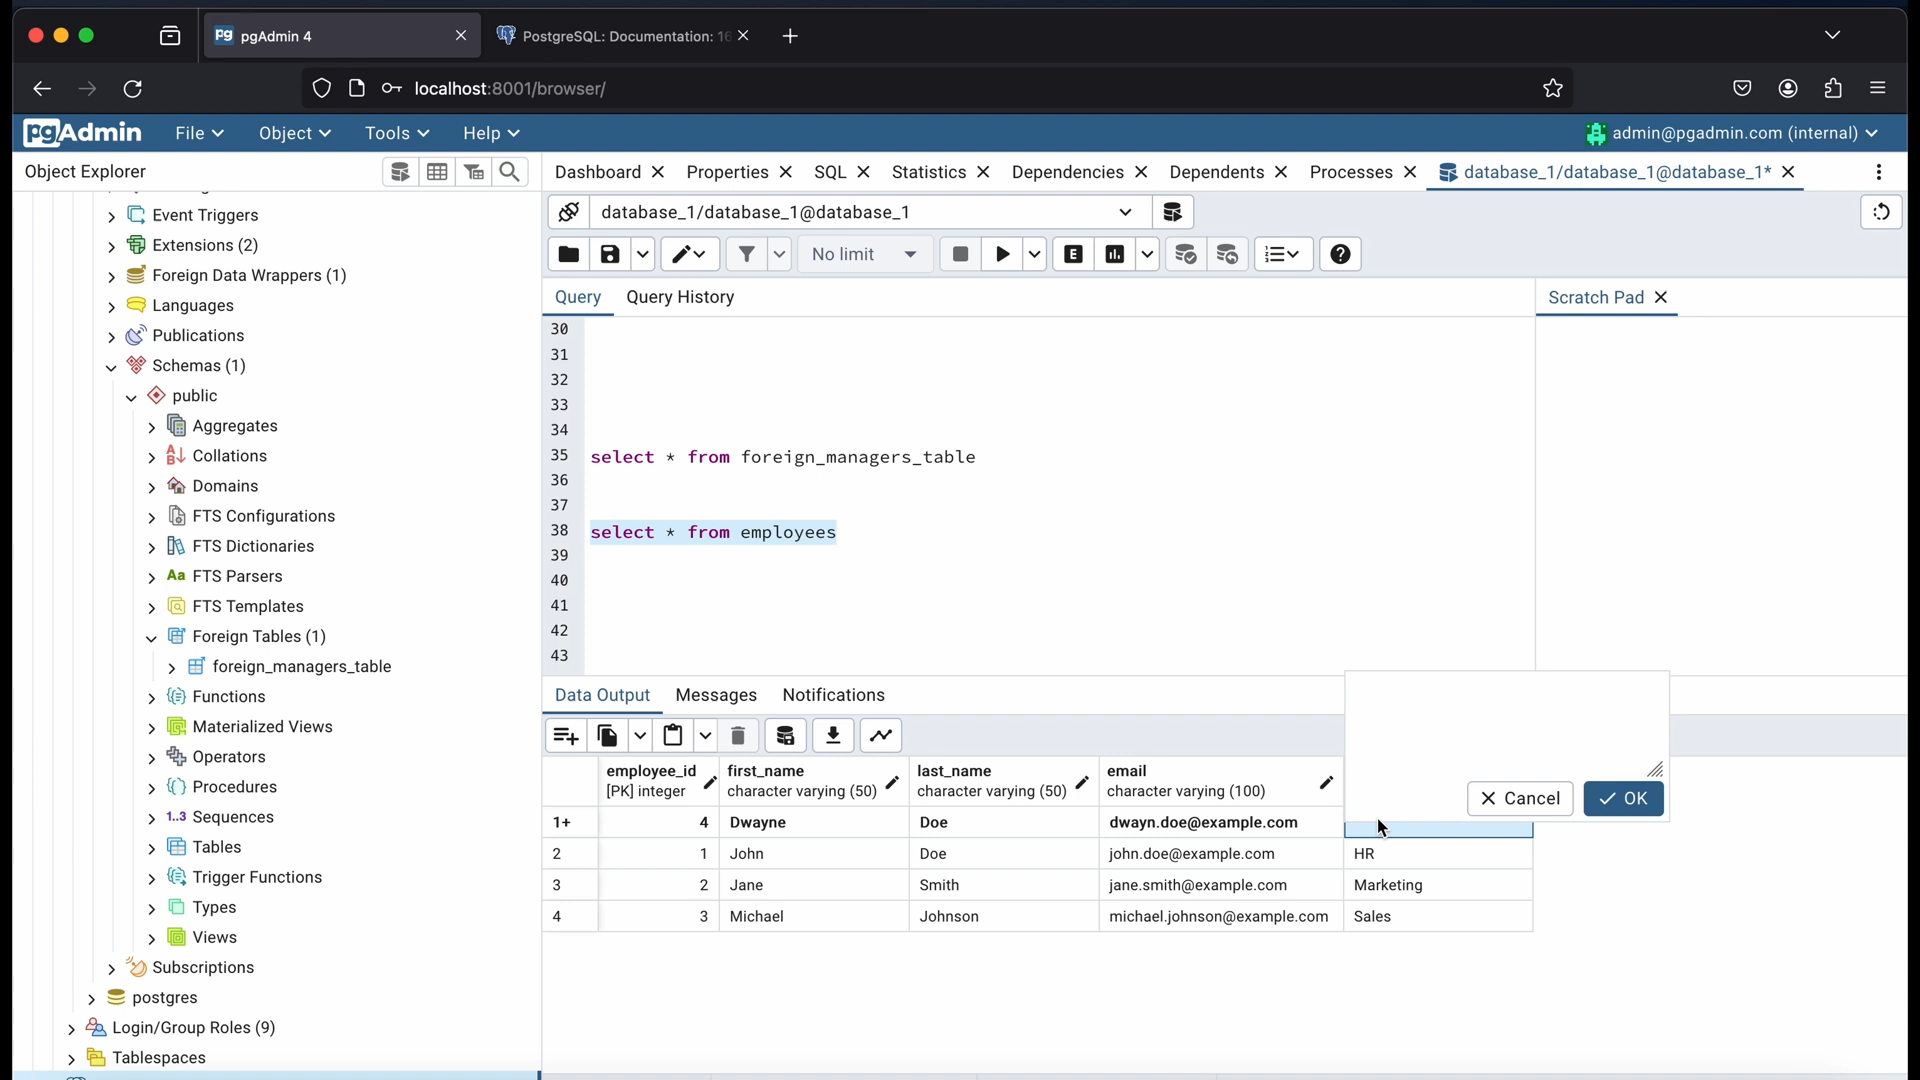 pgAdmin 4
PostgreSQL: Documentation: 16
localhost:8001/browser/
pgAdmin File Object Tools Help admin@pgadmin.com (internal)
Object Explorer
Dashboard Properties SQL Statistics Dependencies Dependents Processes database_1/database_1@database_1*
Event Triggers
Extensions (2)
Foreign Data Wrappers (1)
Languages
Publications
Schemas (1)
public
Aggregates
Collations
Domains
FTS Configurations
FTS Dictionaries
Aa FTS Parsers
FTS Templates
Foreign Tables (1)
foreign_managers_table
Functions
Materialized Views
Operators
Procedures
1..3 Sequences
Tables
Trigger Functions
Types
Views
Subscriptions
postgres
Login/Group Roles (9)
Tablespaces
database_1/database_1@database_1
No limit E
Query Query History
Scratch Pad
30
31
32
33
34
35 select * from foreign_managers_table
36
37
38 select * from employees
39
40
41
42
43
Data Output Messages Notifications
Cancel OK
employee_id first_name last_name email
[PK] integer character varying (50) character varying (50) character varying (100)
1+ 4 Dwayne Doe dwayn.doe@example.com
2 1 John Doe john.doe@example.com HR
3 2 Jane Smith jane.smith@example.com Marketing
4 3 Michael Johnson michael.johnson@example.com Sales